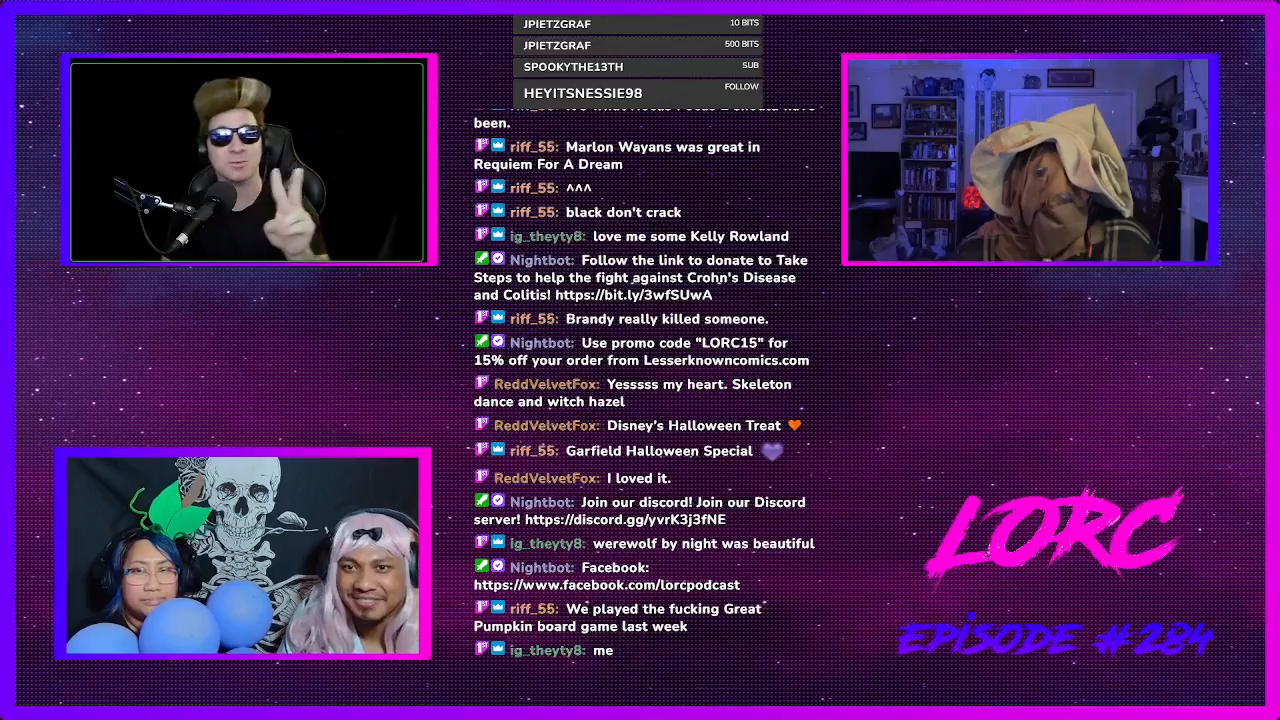 JPIETZGRAF 10 BITS
JPIETZGRAF 500 BITS
SPOOKYTHE13TH SUB
HEYITSNESSIE98 FOLLOW
been.
riff_55: Marlon Wayans was great in
Requiem For A Dream
riff_55: ^^^
riff_55: black don't crack
ig_theyty8: love me some Kelly Rowland
Nightbot: Follow the link to donate to Take
Steps to help the fight against Crohn's Disease
and Colitis! https://bit.ly/3wfSUwA
riff_55: Brandy really killed someone.
Nightbot: Use promo code "LORC15" for
15% off your order from Lesserknowncomics.com
ReddVelvetFox: Yesssss my heart. Skeleton
dance and witch hazel
ReddVelvetFox: Disney's Halloween Treat
riff_55: Garfield Halloween Special
ReddVelvetFox: I loved it.
Nightbot: Join our discord! Join our Discord
server! https://discord.gg/yvrK3j3fNE
ig_theyty8: werewolf by night was beautiful
Nightbot: Facebook:
https://www.facebook.com/lorcpodcast
riff_55: We played the fucking Great
Pumpkin board game last week
ig_theyty8: me
LORC
EPISODE #284